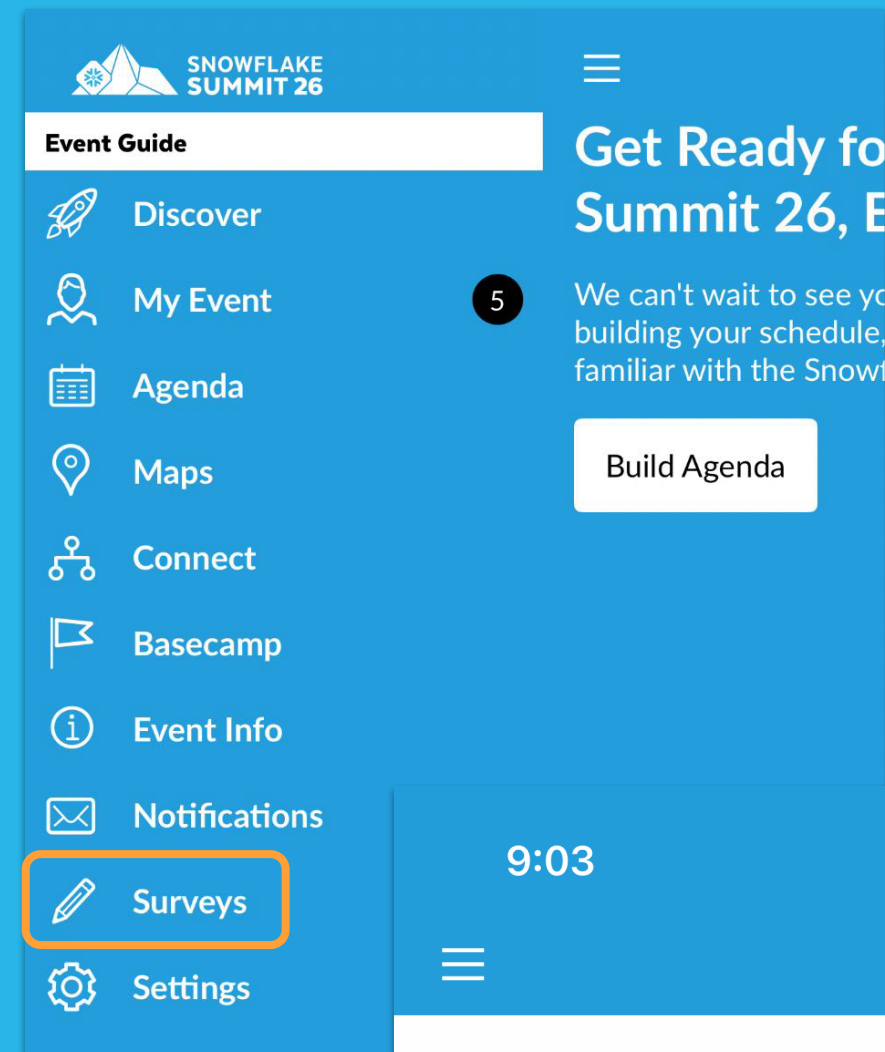 SNOWFLAKE
SUMMIT 26
Event Guide
Discover
My Event
5
Agenda
Maps
Connect
Basecamp
Event Info
Notifications
Surveys
Settings
Get Ready fo
Summit 26, E
We can't wait to see yo
building your schedule,
familiar with the Snowf
Build Agenda
9:03